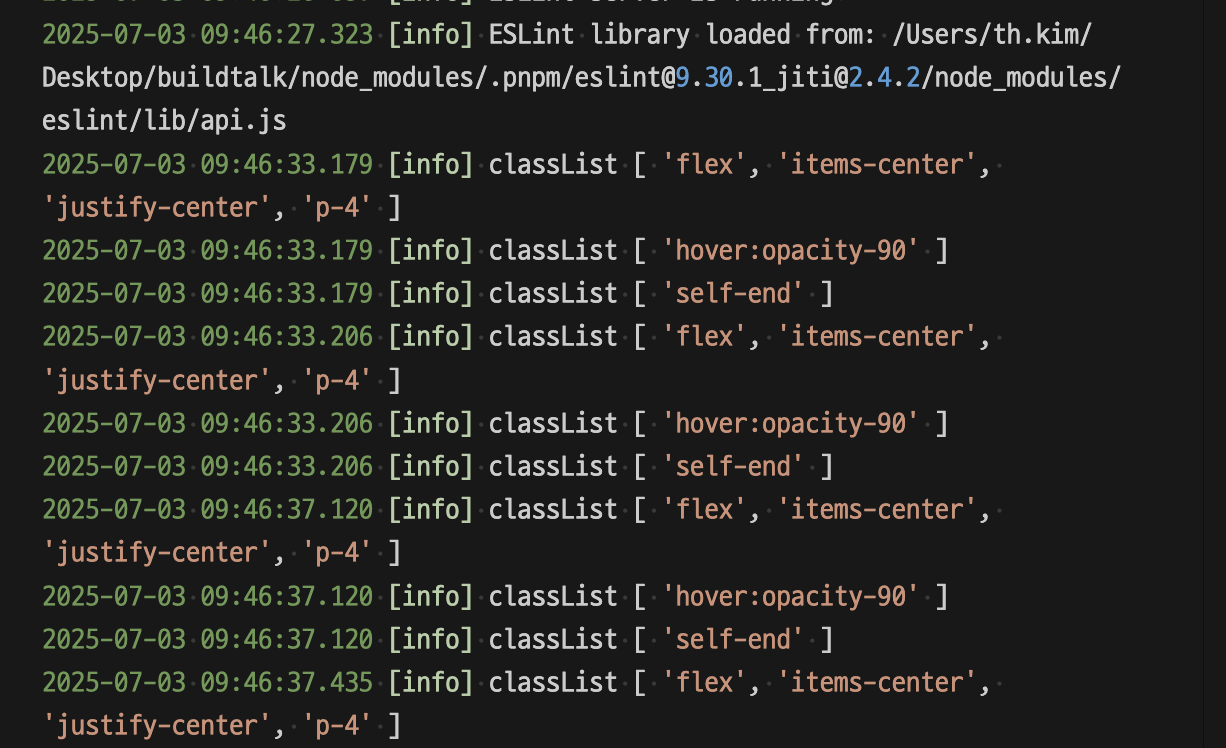 2025-07-03 09:46:27.323 [info] ESLint library loaded from: /Users/th.kim/
Desktop/buildtalk/node_modules/.pnpm/eslint@9.30.1_jiti@2.4.2/node_modules/
eslint/lib/api.js
2025-07-03 09:46:33.179 [info] classList [ 'flex', 'items-center',
'justify-center', 'p-4' ]
2025-07-03 09:46:33.179 [info] classList [ 'hover:opacity-90' ]
2025-07-03 09:46:33.179 [info] classList [ 'self-end' ]
2025-07-03 09:46:33.206 [info] classList [ 'flex', 'items-center',
'justify-center', 'p-4' ]
2025-07-03 09:46:33.206 [info] classList [ 'hover:opacity-90' ]
2025-07-03 09:46:33.206 [info] classList [ 'self-end' ]
2025-07-03 09:46:37.120 [info] classList [ 'flex', 'items-center',
'justify-center', 'p-4' ]
2025-07-03 09:46:37.120 [info] classList [ 'hover:opacity-90' ]
2025-07-03 09:46:37.120 [info] classList [ 'self-end' ]
2025-07-03 09:46:37.435 [info] classList [ 'flex', 'items-center',
'justify-center', 'p-4' ]